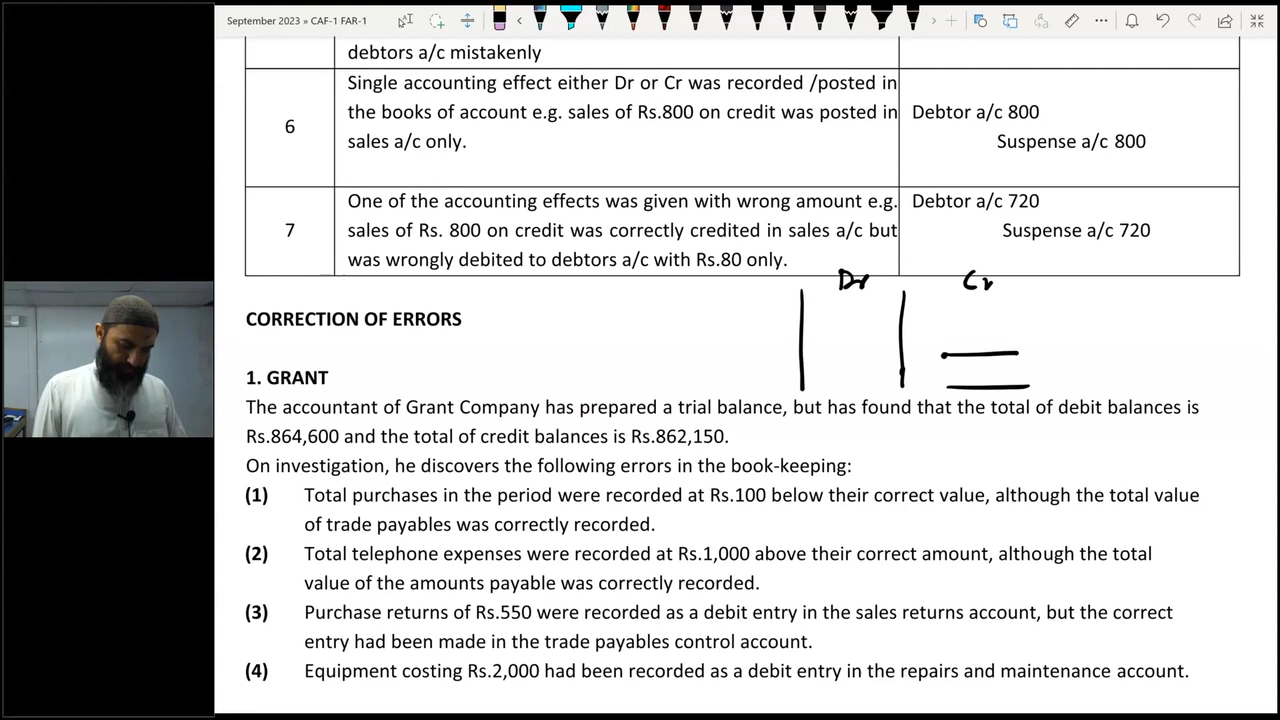 September 2023 » CAF-1 FAR-1
debtors a/c mistakenly
6
Single accounting effect either Dr or Cr was recorded /posted in
the books of account e.g. sales of Rs.800 on credit was posted in
sales a/c only.
Debtor a/c 800
Suspense a/c 800
7
One of the accounting effects was given with wrong amount e.g.
sales of Rs. 800 on credit was correctly credited in sales a/c but
was wrongly debited to debtors a/c with Rs.80 only.
Debtor a/c 720
Suspense a/c 720
Dr
Cr
CORRECTION OF ERRORS
1. GRANT
The accountant of Grant Company has prepared a trial balance, but has found that the total of debit balances is
Rs.864,600 and the total of credit balances is Rs.862,150.
On investigation, he discovers the following errors in the book-keeping:
(1) Total purchases in the period were recorded at Rs.100 below their correct value, although the total value
of trade payables was correctly recorded.
(2) Total telephone expenses were recorded at Rs.1,000 above their correct amount, although the total
value of the amounts payable was correctly recorded.
(3) Purchase returns of Rs.550 were recorded as a debit entry in the sales returns account, but the correct
entry had been made in the trade payables control account.
(4) Equipment costing Rs.2,000 had been recorded as a debit entry in the repairs and maintenance account.